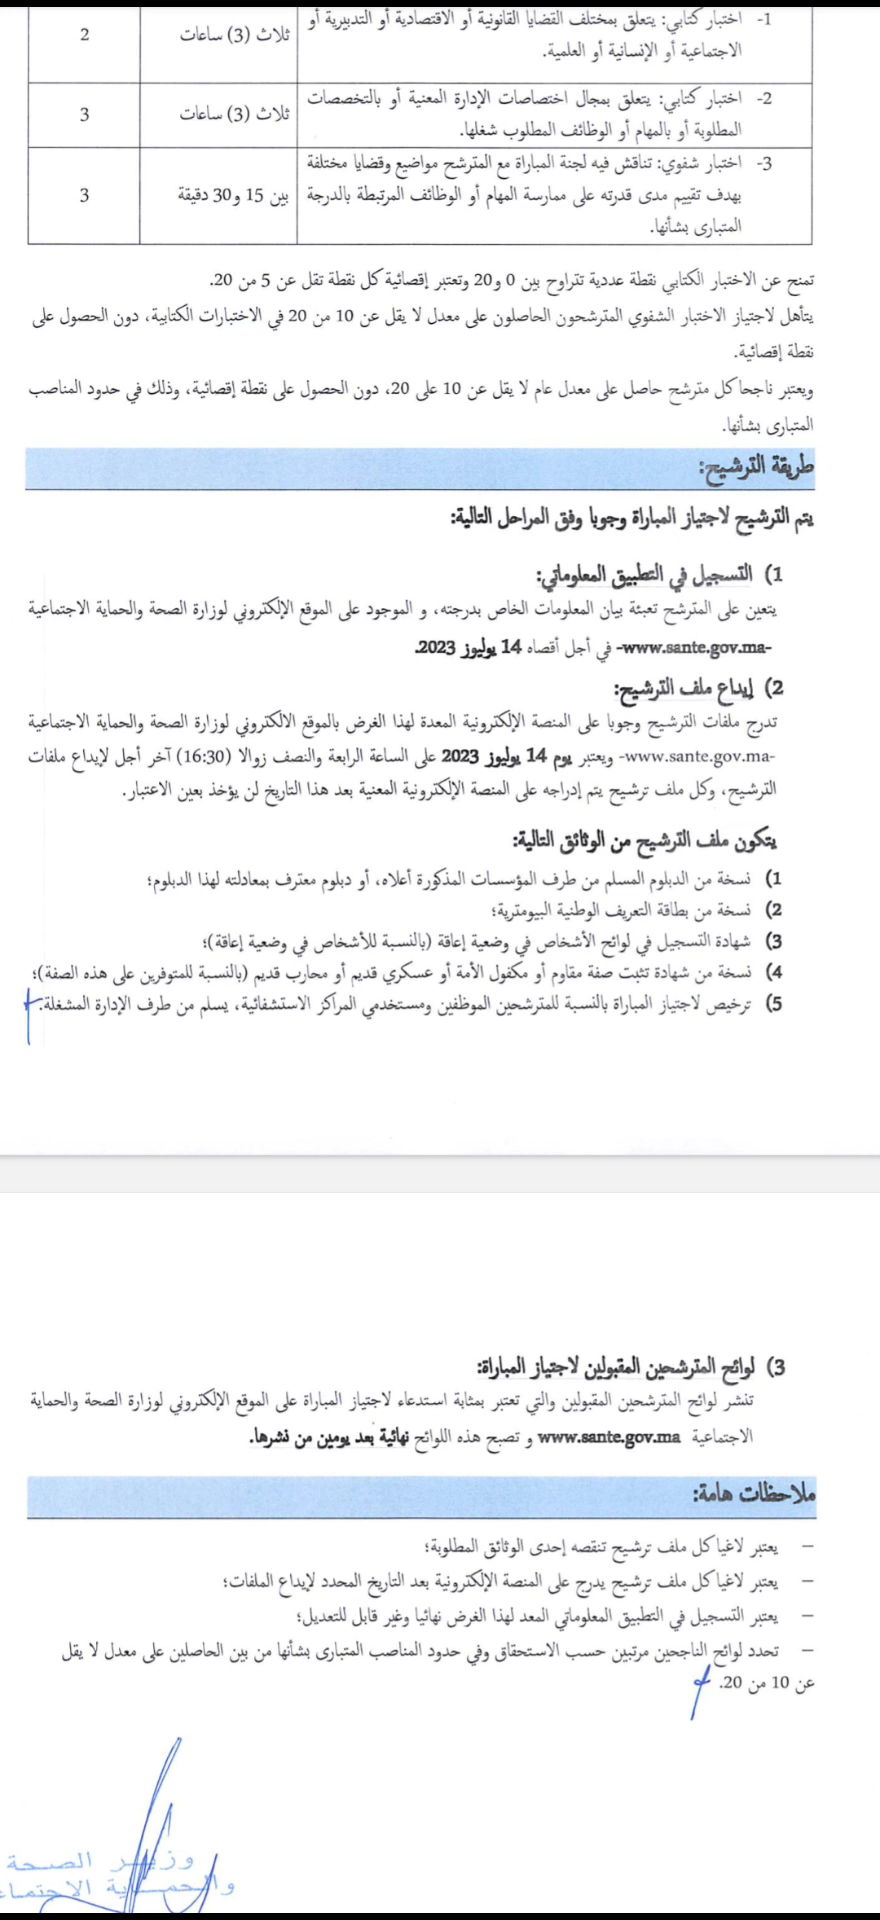 1- اختبار كتابي: يتعلق بمختلف القضايا القانونية أو الاقتصادية أو التدبيرية أو
الاجتماعية أو الإنسانية أو العلمية.
ثلاث (3) ساعات
2
2- اختبار كتابي: يتعلق بمجال اختصاصات الإدارة المعنية أو بالتخصصات
المطلوبة أو بالمهام أو الوظائف المطلوب شغلها.
ثلاث (3) ساعات
3
3- اختبار شفوي: تناقش فيه لجنة المباراة مع المترشح مواضيع وقضايا مختلفة
بهدف تقييم مدى قدرته على ممارسة المهام أو الوظائف المرتبطة بالدرجة
المتبارى بشأنها.
بين 15 و30 دقيقة
3
تمنح عن الاختبار الكتابي نقطة عددية تتراوح بين 0 و20 وتعتبر إقصائية كل نقطة تقل عن 5 من 20.
يتأهل لاجتياز الاختبار الشفوي المترشحون الحاصلون على معدل لا يقل عن 10 من 20 في الاختبارات الكتابية، دون الحصول على
نقطة إقصائية.
ويعتبر ناجحا كل مترشح حاصل على معدل عام لا يقل عن 10 على 20، دون الحصول على نقطة إقصائية، وذلك في حدود المناصب
المتبارى بشأنها.
طريقة الترشيح:
يتم الترشيح لاجتياز المباراة وجوبا وفق المراحل التالية:
1) التسجيل في التطبيق المعلوماتي:
يتعين على المترشح تعبئة بيان المعلومات الخاص بدرجته، و الموجود على الموقع الإلكتروني لوزارة الصحة والحماية الاجتماعية
-www.sante.gov.ma- في أجل أقصاه 14 يوليوز 2023.
2) إيداع ملف الترشيح:
تدرج ملفات الترشيح وجوبا على المنصة الإلكترونية المعدة لهذا الغرض بالموقع الالكتروني لوزارة الصحة والحماية الاجتماعية
-www.sante.gov.ma- ويعتبر يوم 14 يوليوز 2023 على الساعة الرابعة والنصف زوالا (16:30) آخر أجل لإيداع ملفات
الترشيح، وكل ملف ترشيح يتم إدراجه على المنصة الإلكترونية المعنية بعد هذا التاريخ لن يؤخذ بعين الاعتبار.
يتكون ملف الترشيح من الوثائق التالية:
1) نسخة من الدبلوم المسلم من طرف المؤسسات المذكورة أعلاه، أو دبلوم معترف بمعادلته لهذا الدبلوم؛
2) نسخة من بطاقة التعريف الوطنية البيومترية؛
3) شهادة التسجيل في لوائح الأشخاص في وضعية إعاقة (بالنسبة للأشخاص في وضعية إعاقة)؛
4) نسخة من شهادة تثبت صفة مقاوم أو مكفول الأمة أو عسكري قديم أو محارب قديم (بالنسبة للمتوفرين على هذه الصفة)؛
5) ترخيص لاجتياز المباراة بالنسبة للمترشحين الموظفين ومستخدمي المراكز الاستشفائية، يسلم من طرف الإدارة المشغلة.
3) لوائح المترشحين المقبولين لاجتياز المباراة:
تنشر لوائح المترشحين المقبولين والتي تعتبر بمثابة استدعاء لاجتياز المباراة على الموقع الإلكتروني لوزارة الصحة والحماية
الاجتماعية www.sante.gov.ma و تصبح هذه اللوائح نهائية بعد يومين من نشرها.
ملاحظات هامة:
– يعتبر لاغيا كل ملف ترشيح تنقصه إحدى الوثائق المطلوبة؛
– يعتبر لاغيا كل ملف ترشيح يدرج على المنصة الإلكترونية بعد التاريخ المحدد لإيداع الملفات؛
– يعتبر التسجيل في التطبيق المعلوماتي المعد لهذا الغرض نهائيا وغير قابل للتعديل؛
– تحدد لوائح الناجحين مرتبين حسب الاستحقاق وفي حدود المناصب المتبارى بشأنها من بين الحاصلين على معدل لا يقل
عن 10 من 20.
وزير الصحة
والحماية الاجتما